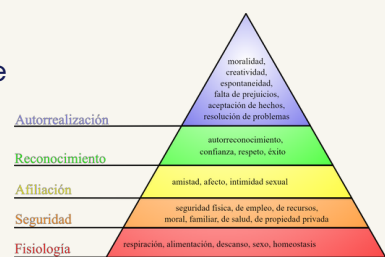 e
moralidad,
creatividad,
espontaneidad,
falta de prejuicios,
aceptación de hechos,
resolución de problemas
Autorrealización
autorreconocimiento,
confianza, respeto, éxito
Reconocimiento
amistad, afecto, intimidad sexual
Afiliación
seguridad física, de empleo, de recursos,
moral, familiar, de salud, de propiedad privada
Seguridad
respiración, alimentación, descanso, sexo, homeostasis
Fisiología